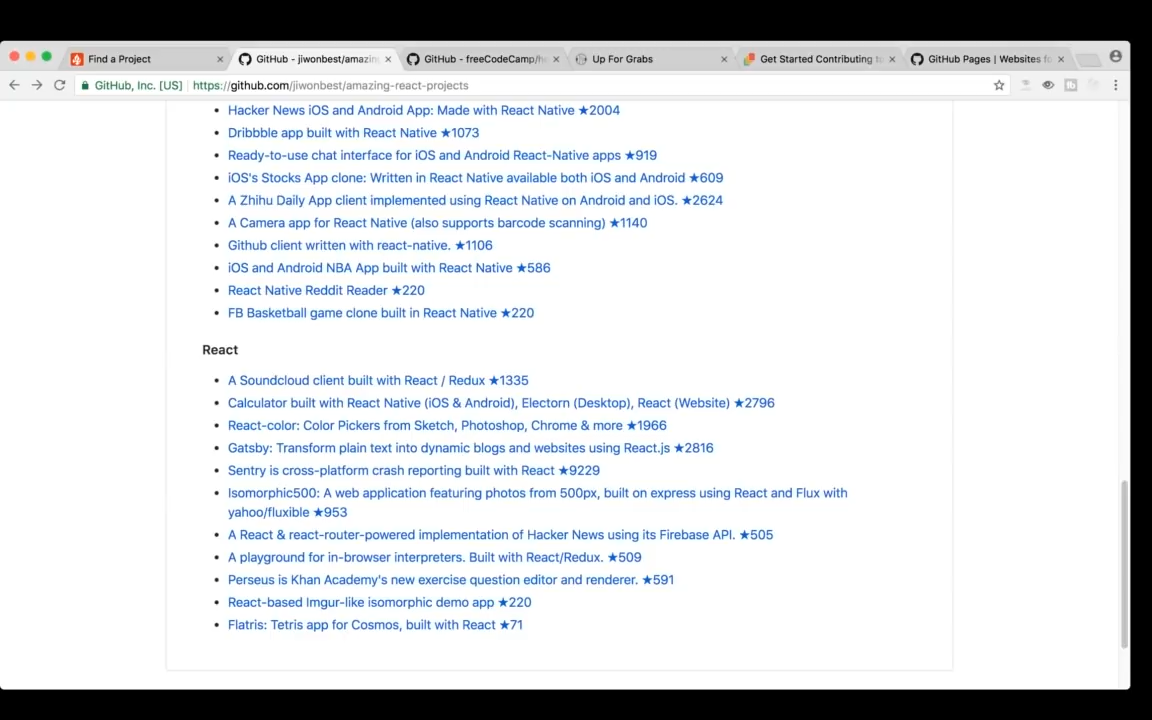 Find a Project
GitHub - jiwonbest/amazin
GitHub - freeCodeCamp/h
Up For Grabs
Get Started Contributing t
GitHub Pages | Websites fo
GitHub, Inc. [US]
https://github.com/jiwonbest/amazing-react-projects
Hacker News iOS and Android App: Made with React Native ★2004
Dribbble app built with React Native ★1073
Ready-to-use chat interface for iOS and Android React-Native apps ★919
iOS's Stocks App clone: Written in React Native available both iOS and Android ★609
A Zhihu Daily App client implemented using React Native on Android and iOS. ★2624
A Camera app for React Native (also supports barcode scanning) ★1140
Github client written with react-native. ★1106
iOS and Android NBA App built with React Native ★586
React Native Reddit Reader ★220
FB Basketball game clone built in React Native ★220
React
A Soundcloud client built with React / Redux ★1335
Calculator built with React Native (iOS & Android), Electorn (Desktop), React (Website) ★2796
React-color: Color Pickers from Sketch, Photoshop, Chrome & more ★1966
Gatsby: Transform plain text into dynamic blogs and websites using React.js ★2816
Sentry is cross-platform crash reporting built with React ★9229
Isomorphic500: A web application featuring photos from 500px, built on express using React and Flux with
yahoo/fluxible ★953
A React & react-router-powered implementation of Hacker News using its Firebase API. ★505
A playground for in-browser interpreters. Built with React/Redux. ★509
Perseus is Khan Academy's new exercise question editor and renderer. ★591
React-based Imgur-like isomorphic demo app ★220
Flatris: Tetris app for Cosmos, built with React ★71